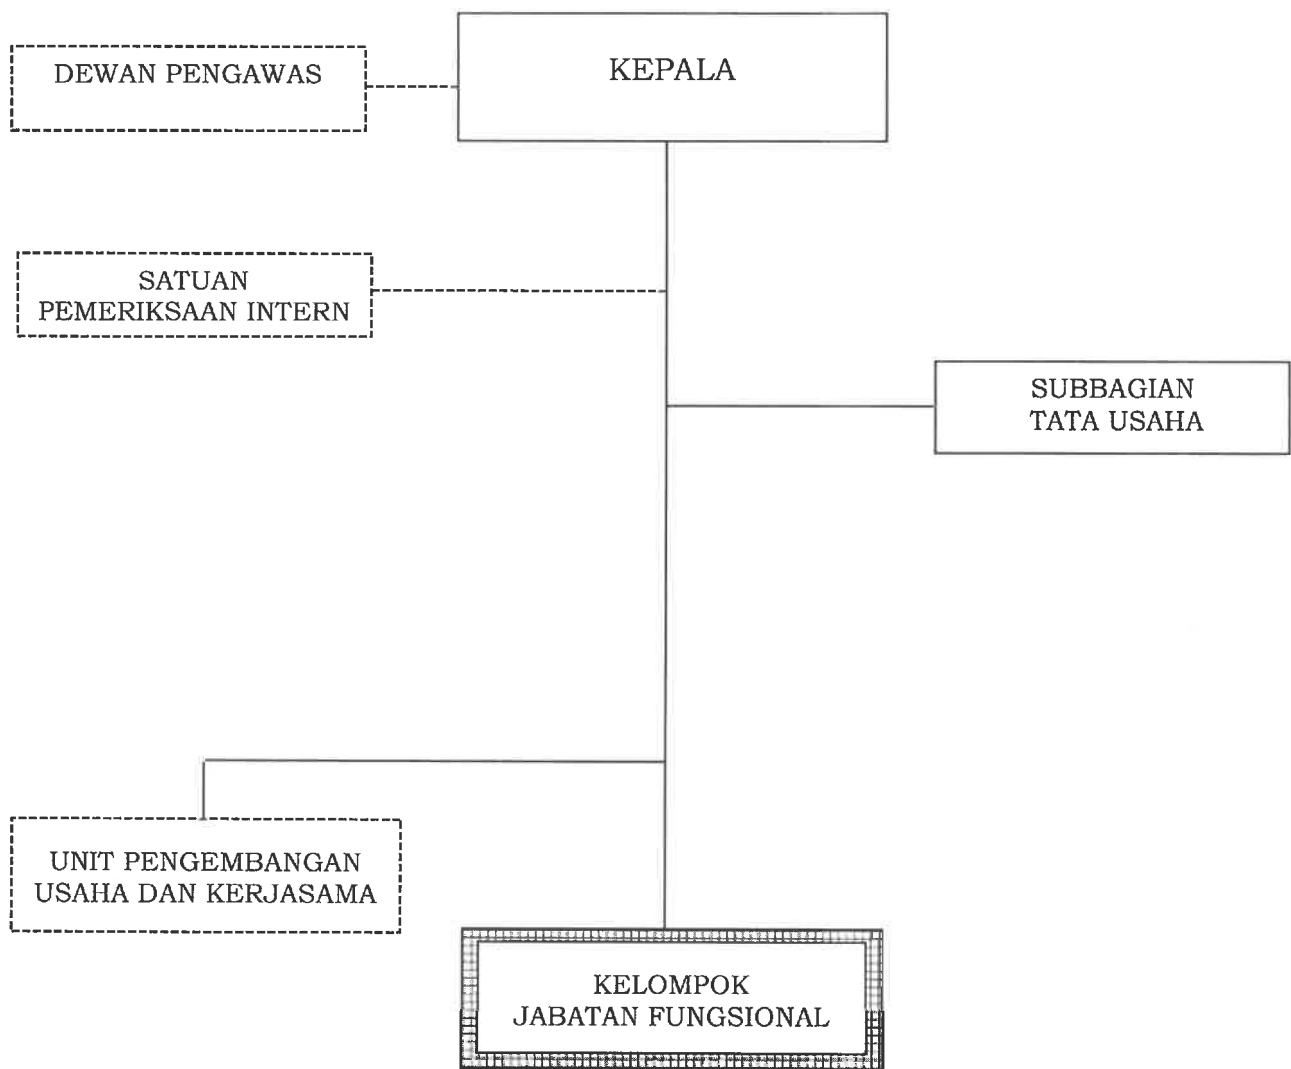 DEWAN PENGAWAS
KEPALA
SATUAN
PEMERIKSAAN INTERN
SUBBAGIAN
TATA USAHA
UNIT PENGEMBANGAN
USAHA DAN KERJASAMA
KELOMPOK
JABATAN FUNGSIONAL